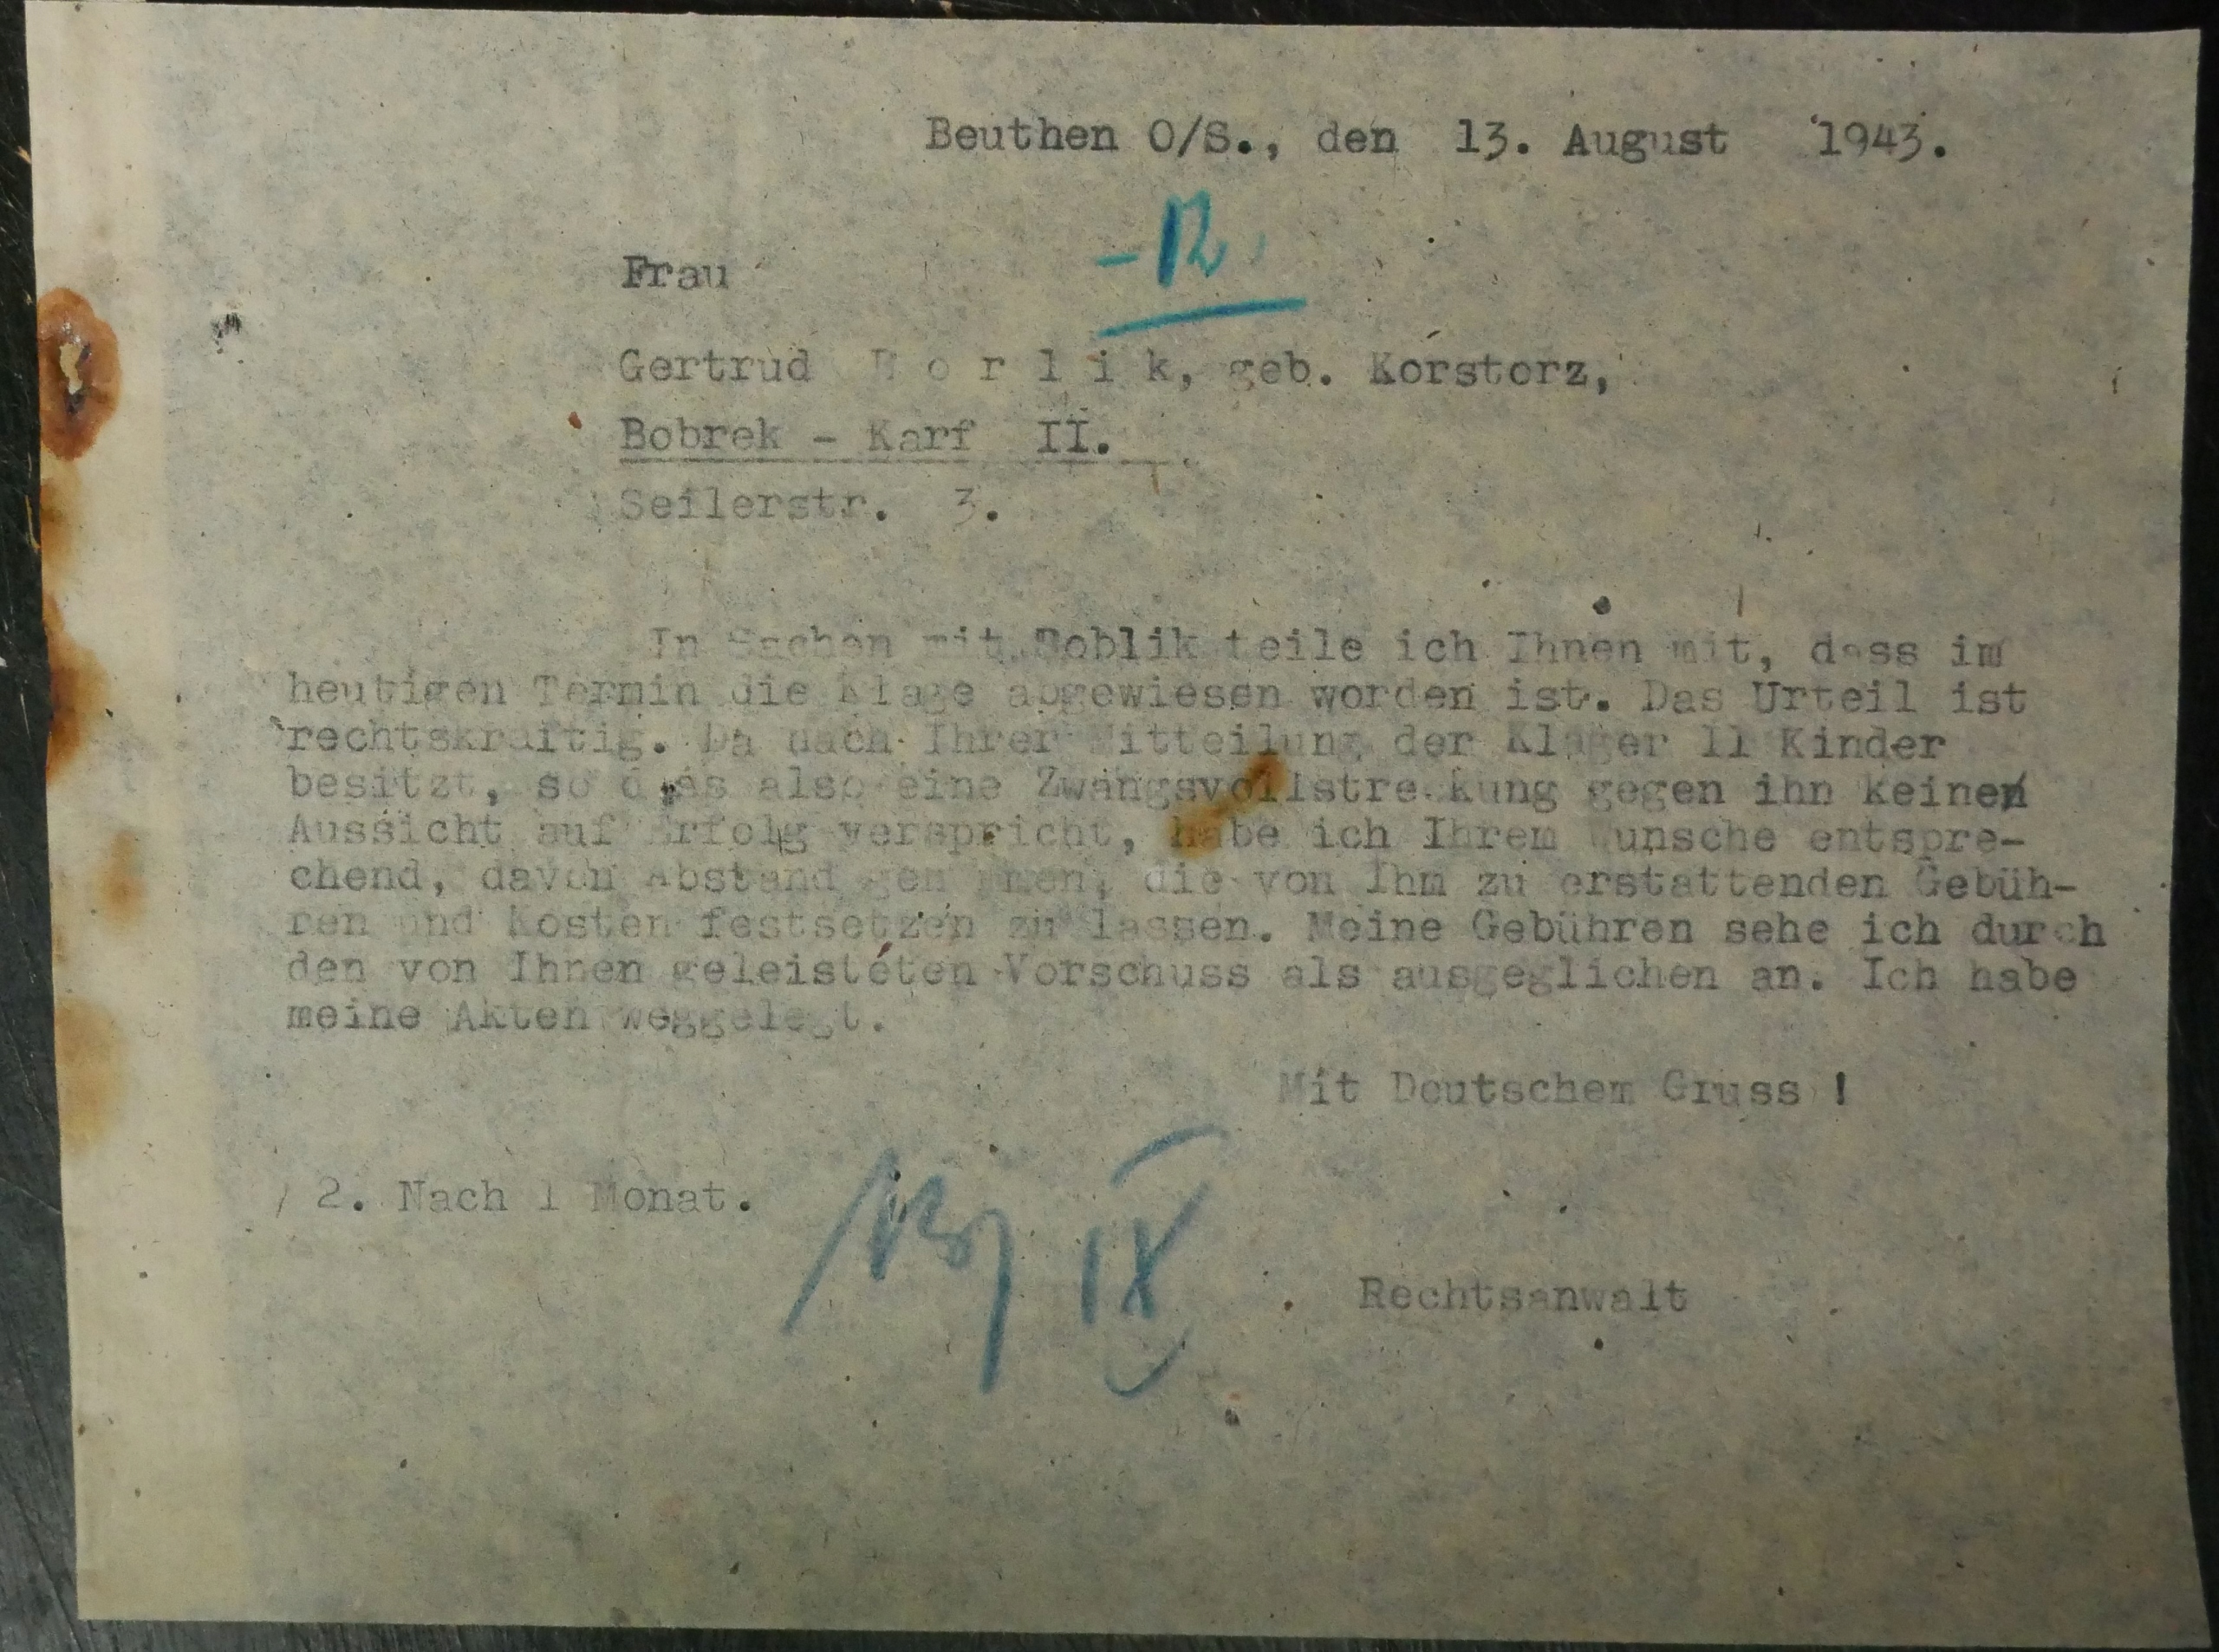 Beuthen O/S., den 13. August 1943.
Frau
Gertrud o r l i k, geb. Korstorz,
Bobrek - Karf II.
Seilerstr. 3.
In Sachen mit teile ich Ihnen mit, dass im
heutigen Termin die Klage abgewiesen worden ist. Das Urteil ist
rechtskräftig. Da nach Ihrer Mitteilung der Kläger 11 Kinder
besitzt, so dass also eine Zwangsvollstreckung gegen ihn keinen
Aussicht auf Erfolg verspricht, habe ich Ihrem Wunsche entspre-
chend, davon Abstand genommen, die von Ihm zu erstattenden Gebüh-
ren und Kosten festsetzen zu lassen. Meine Gebühren sehe ich durch
den von Ihnen geleisteten Vorschuss als ausgeglichen an. Ich habe
meine Akten weggelegt.
Mit Deutschem Gruss !
2. Nach 1 Monat.
13/ IX
Rechtsanwalt